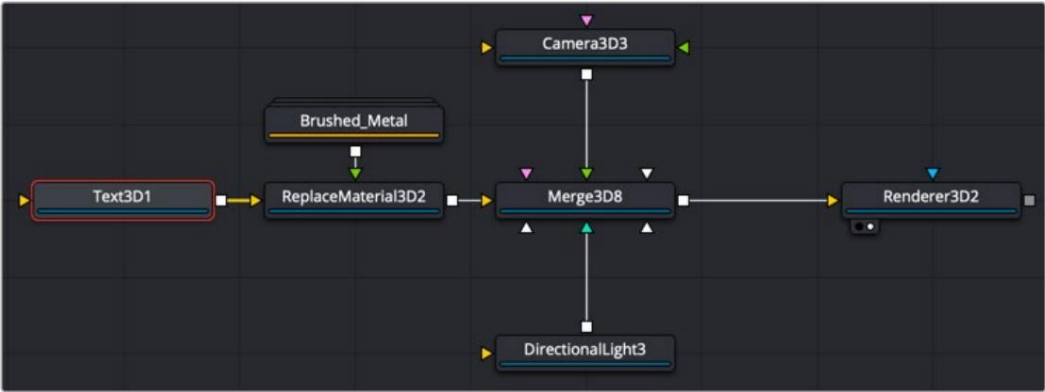 Camera3D3
Brushed_Metal
Text3D1
ReplaceMaterial3D2
Merge3D8
Renderer3D2
DirectionalLight3